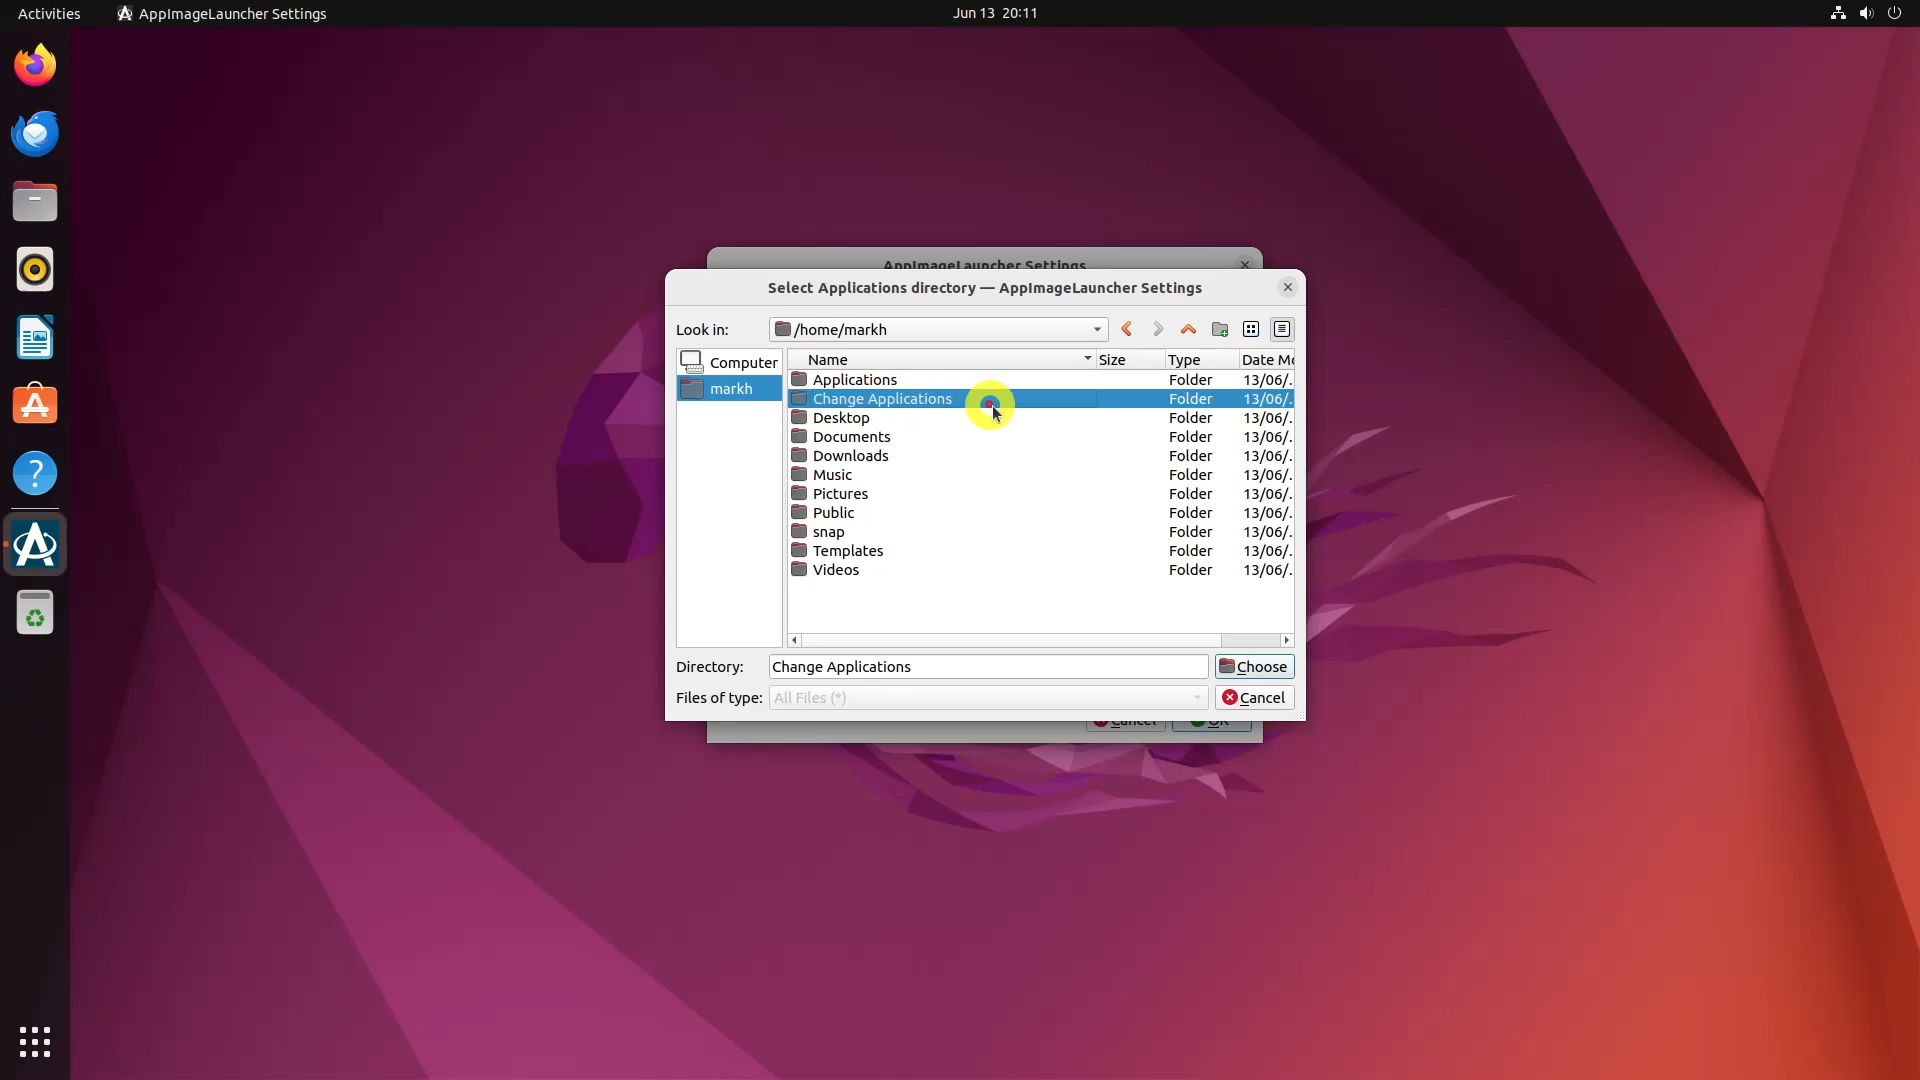 Activities AppImageLauncher Settings Jun 13 20:11
AppImageLauncher Settings
Select Applications directory — AppImageLauncher Settings
Look in: /home/markh
Computer
markh
Name Size Type Date Mo
Applications Folder 13/06/.
Change Applications Folder 13/06/.
Desktop Folder 13/06/.
Documents Folder 13/06/.
Downloads Folder 13/06/.
Music Folder 13/06/.
Pictures Folder 13/06/.
Public Folder 13/06/.
snap Folder 13/06/.
Templates Folder 13/06/.
Videos Folder 13/06/.
Directory: Change Applications Choose
Files of type: All Files (*) Cancel
Cancel OK